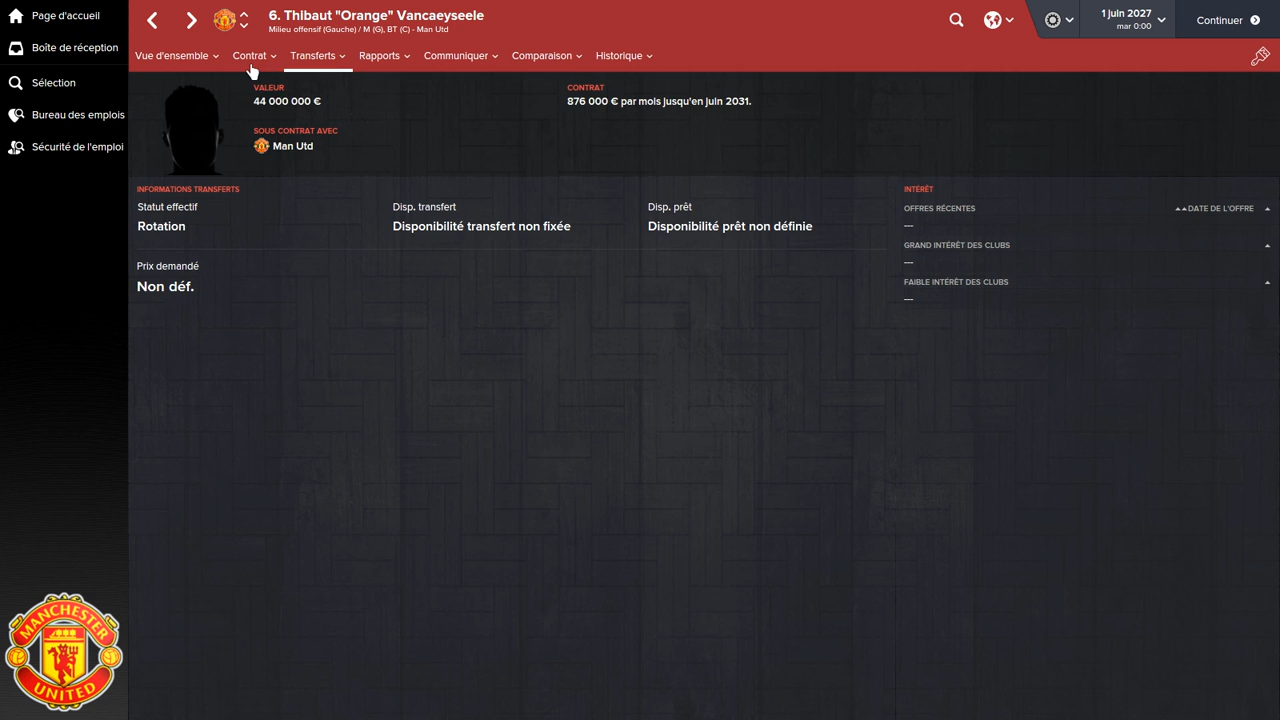 Page d'accueil
Boîte de réception
Sélection
Bureau des emplois
Sécurité de l'emploi
6. Thibaut "Orange" Vancaeyseele
Milieu offensif (Gauche) / M (G), BT (C) - Man Utd
1 juin 2027
mar 0:00
Continuer
Vue d'ensemble
Contrat
Transferts
Rapports
Communiquer
Comparaison
Historique
VALEUR
44 000 000 €
CONTRAT
876 000 € par mois jusqu'en juin 2031.
SOUS CONTRAT AVEC
Man Utd
INFORMATIONS TRANSFERTS
Statut effectif
Rotation
Disp. transfert
Disponibilité transfert non fixée
Disp. prêt
Disponibilité prêt non définie
Prix demandé
Non déf.
INTÉRÊT
OFFRES RÉCENTES
DATE DE L'OFFRE
---
GRAND INTÉRÊT DES CLUBS
---
FAIBLE INTÉRÊT DES CLUBS
---
MANCHESTER
UNITED